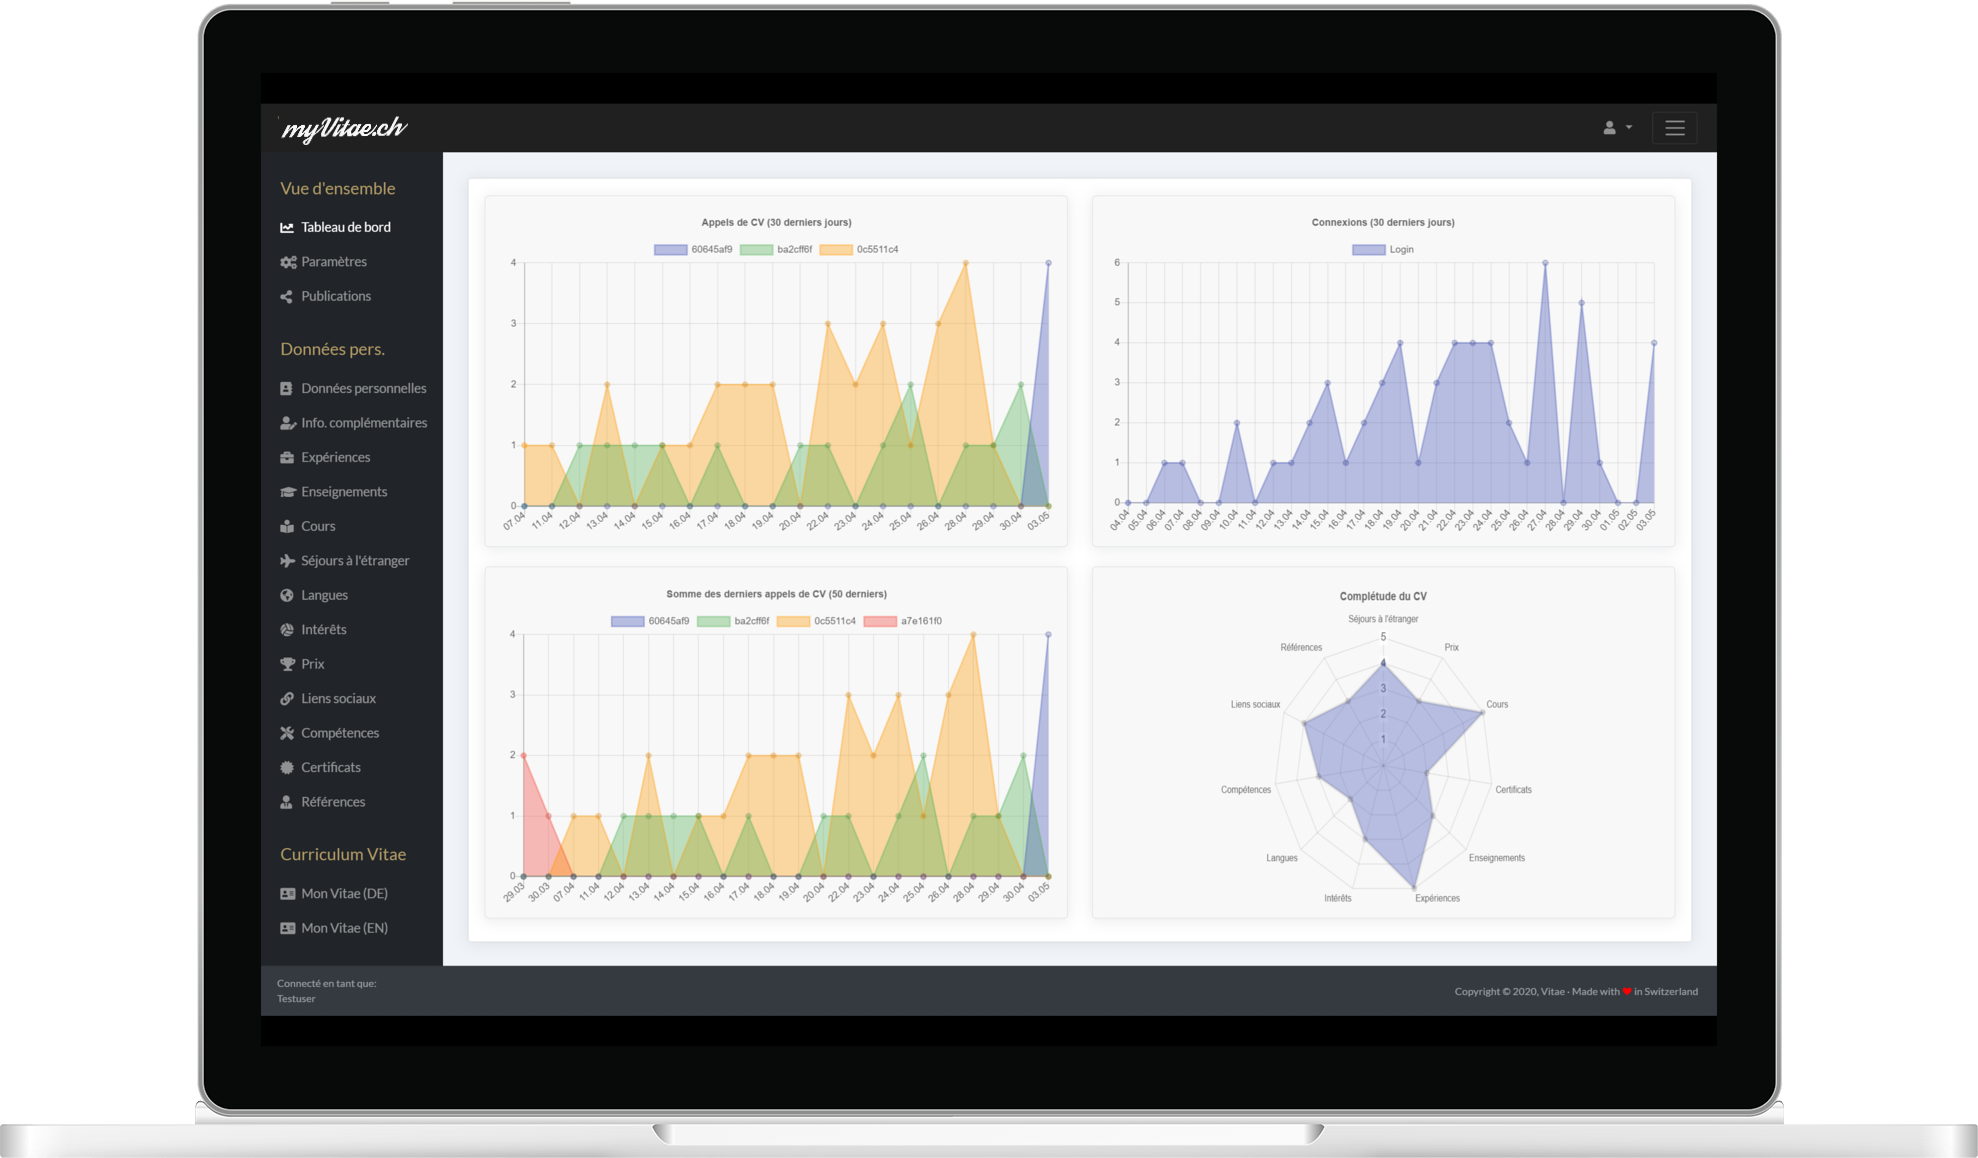 myVitae.ch
Vue d'ensemble
Tableau de bord
Paramètres
Publications
Données pers.
Données personnelles
Info. complémentaires
Expériences
Enseignements
Cours
Séjours à l'étranger
Langues
Intérêts
Prix
Liens sociaux
Compétences
Certificats
Références
Curriculum Vitae
Mon Vitae (DE)
Mon Vitae (EN)
Appels de CV (30 derniers jours)
60645af9 ba2cff6f 0c5511c4
4
3
2
1
0
07.04 11.04 12.04 13.04 14.04 15.04 16.04 17.04 18.04 19.04 20.04 22.04 23.04 24.04 25.04 26.04 28.04 29.04 30.04 03.05
Connexions (30 derniers jours)
Login
6
5
4
3
2
1
0
04.04 05.04 06.04 07.04 08.04 09.04 10.04 11.04 12.04 13.04 14.04 15.04 16.04 17.04 18.04 19.04 20.04 21.04 22.04 23.04 24.04 25.04 26.04 27.04 28.04 29.04 30.04 01.05 02.05 03.05
Somme des derniers appels de CV (50 derniers)
60645af9 ba2cff6f 0c5511c4 a7e161f0
4
3
2
1
0
29.03 30.03 07.04 11.04 12.04 13.04 14.04 15.04 16.04 17.04 18.04 19.04 20.04 22.04 23.04 24.04 25.04 26.04 28.04 29.04 30.04 03.05
Complétude du CV
Séjours à l'étranger
5
Références Prix
4
3
Liens sociaux Cours
2
1
Compétences Certificats
Langues Enseignements
Intérêts Expériences
Connecté en tant que:
Testuser
Copyright © 2020, Vitae · Made with ❤ in Switzerland